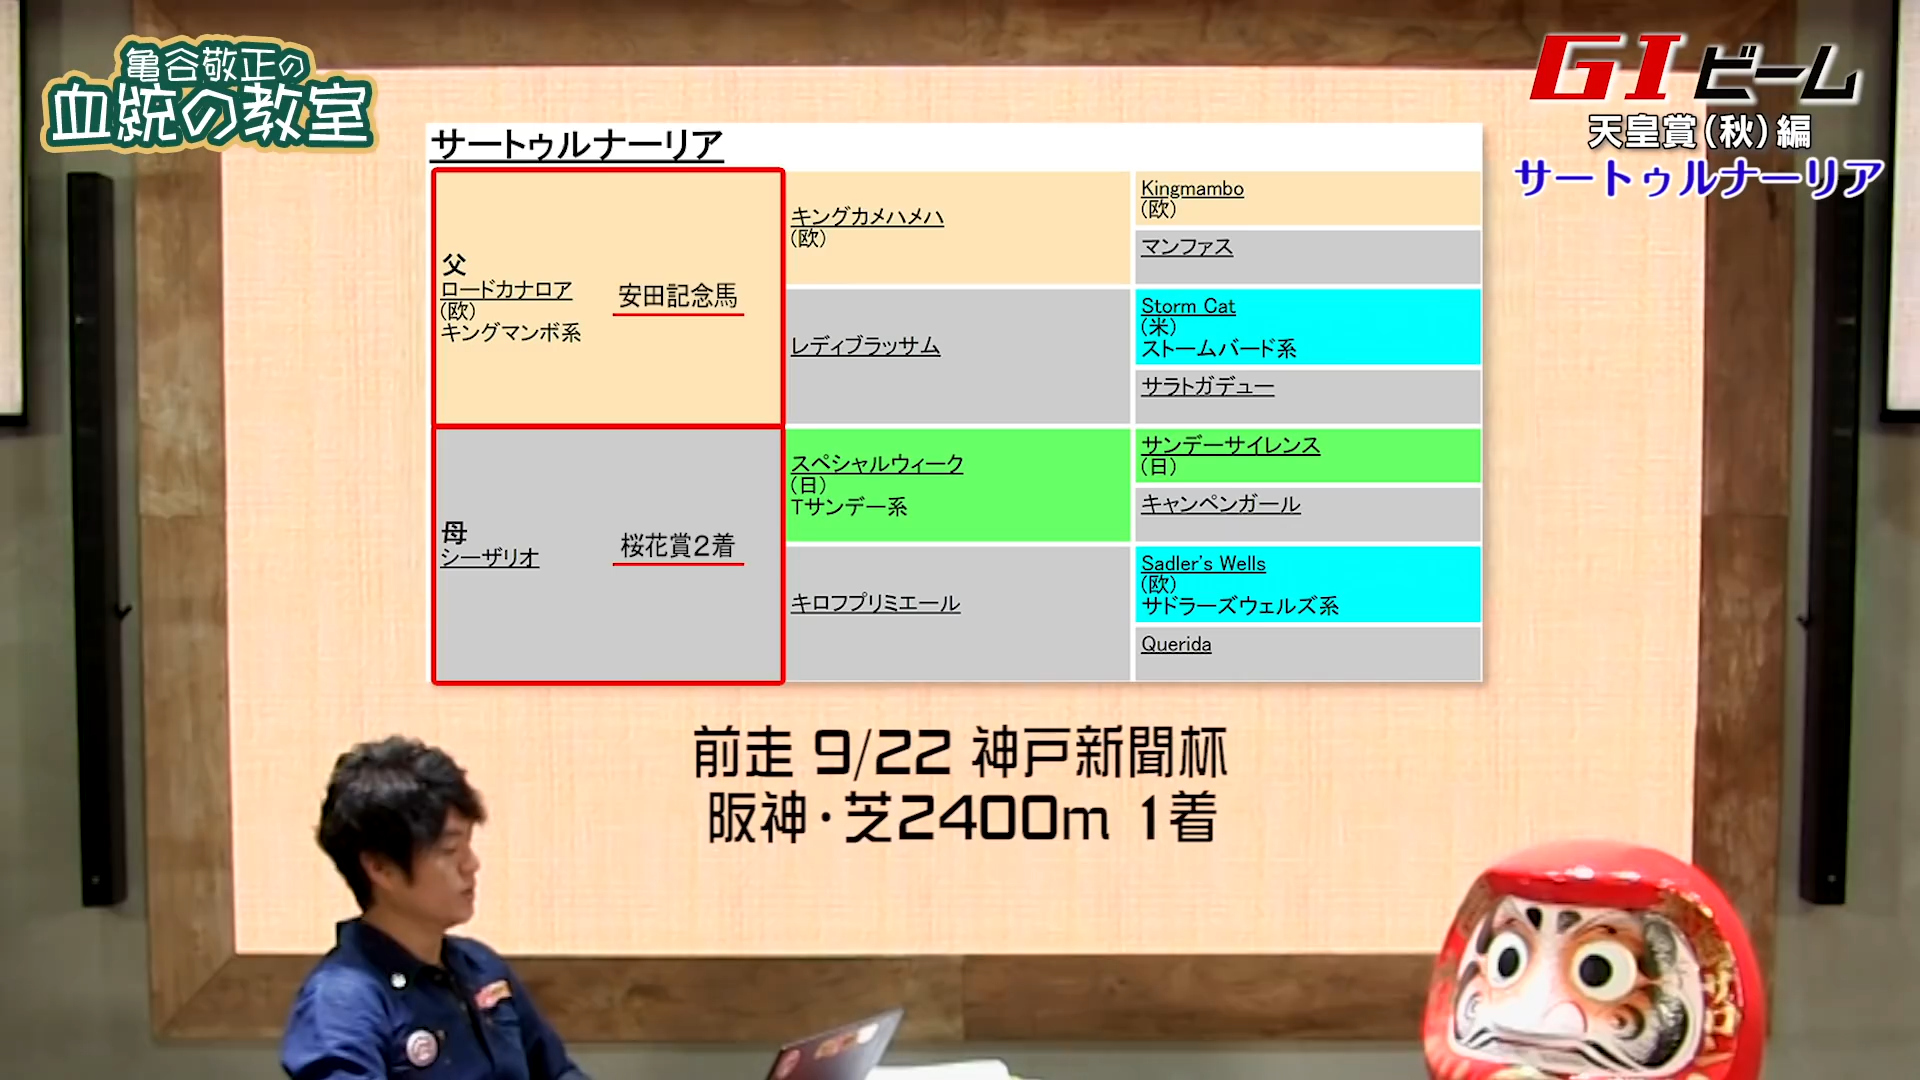 亀谷敬正の
血統の教室
GIビーム
天皇賞(秋)編
サートゥルナーリア
サートゥルナーリア
父
ロードカナロア
(欧)
キングマンボ系
安田記念馬
キングカメハメハ
(欧)
Kingmambo
(欧)
マンファス
レディブラッサム
Storm Cat
(米)
ストームバード系
サラトガデュー
母
シーザリオ
桜花賞2着
スペシャルウィーク
(日)
Tサンデー系
サンデーサイレンス
(日)
キャンペンガール
キロフプリミエール
Sadler's Wells
(欧)
サドラーズウェルズ系
Querida
前走 9/22 神戸新聞杯
阪神・芝2400m 1着